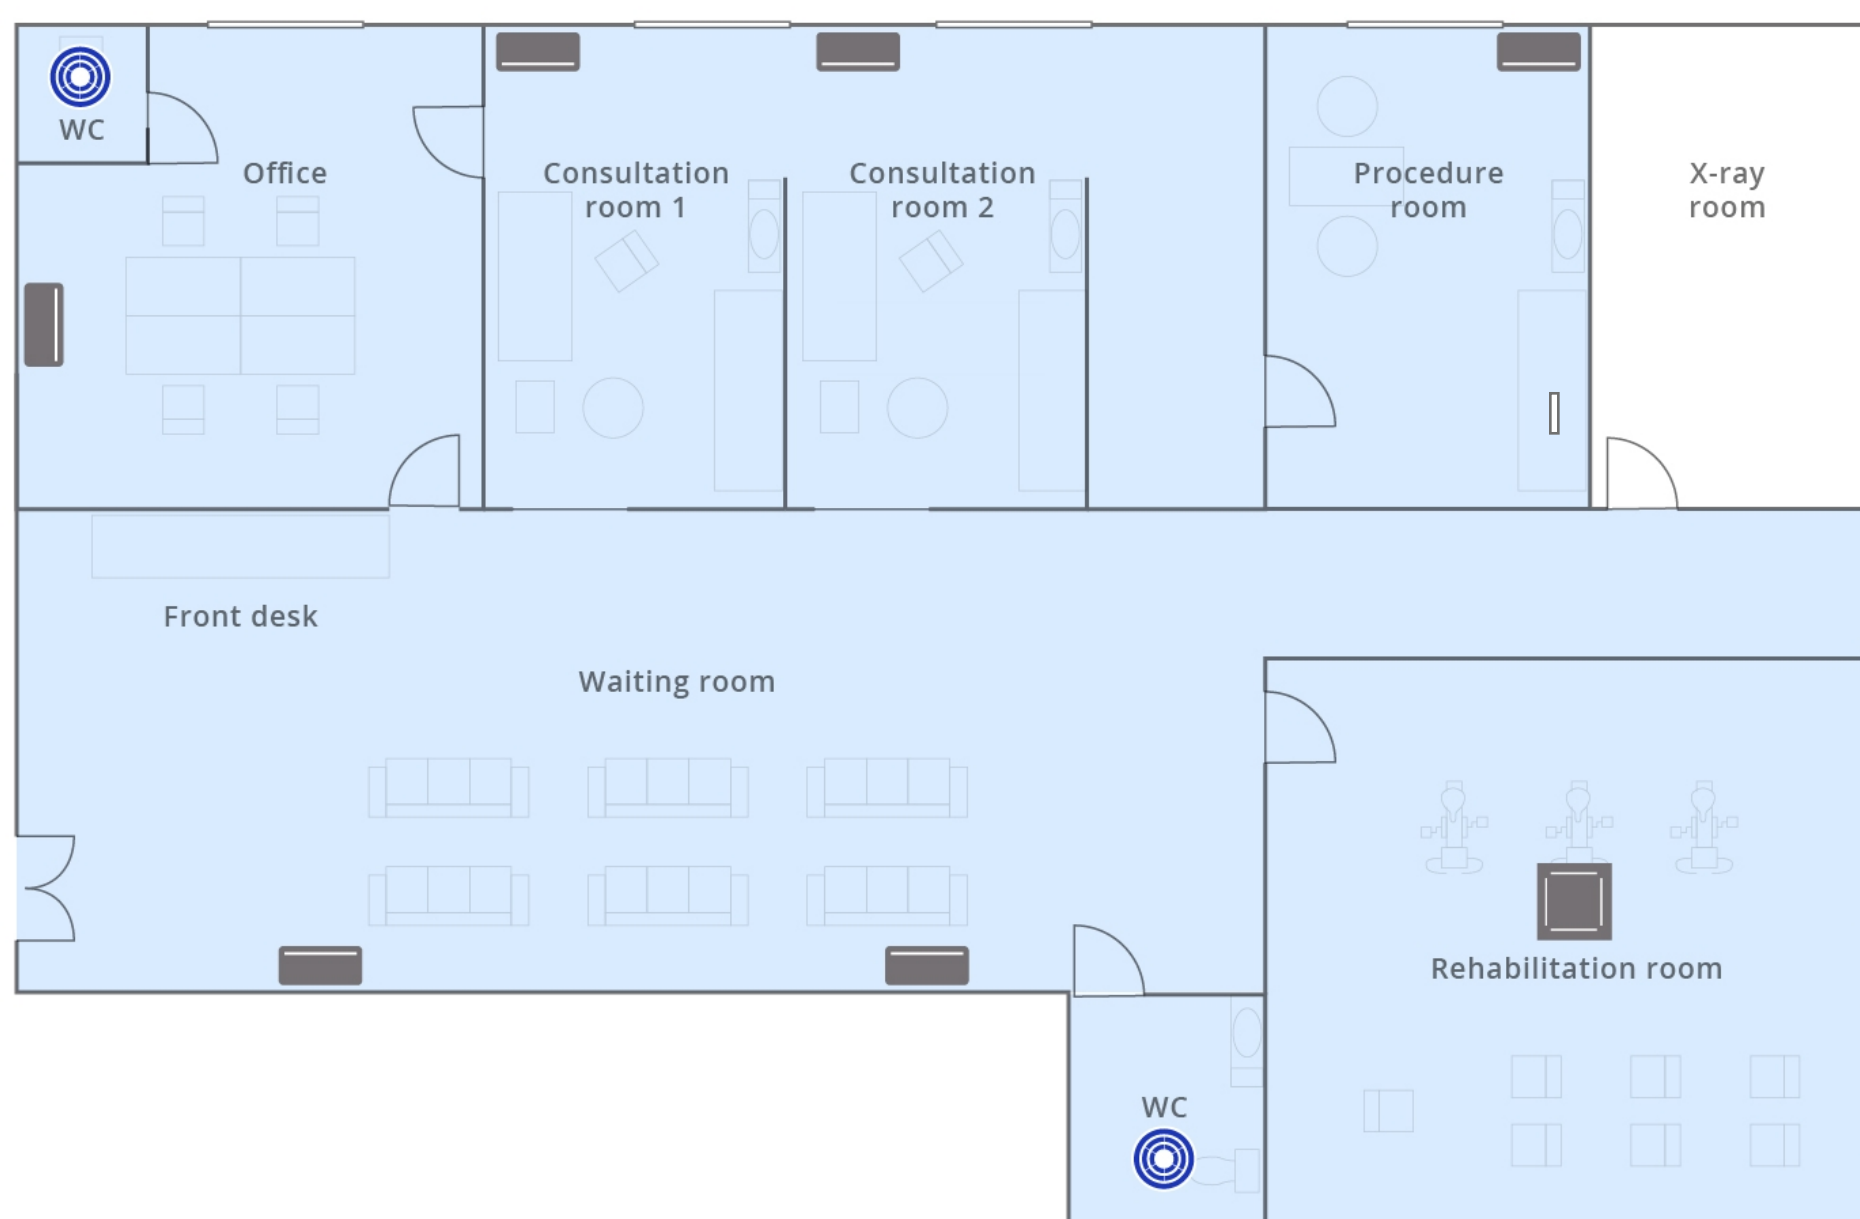 WC
Office
Consultation
room 1
Consultation
room 2
Procedure
room
X-ray
room
Front desk
Waiting room
Rehabilitation room
WC